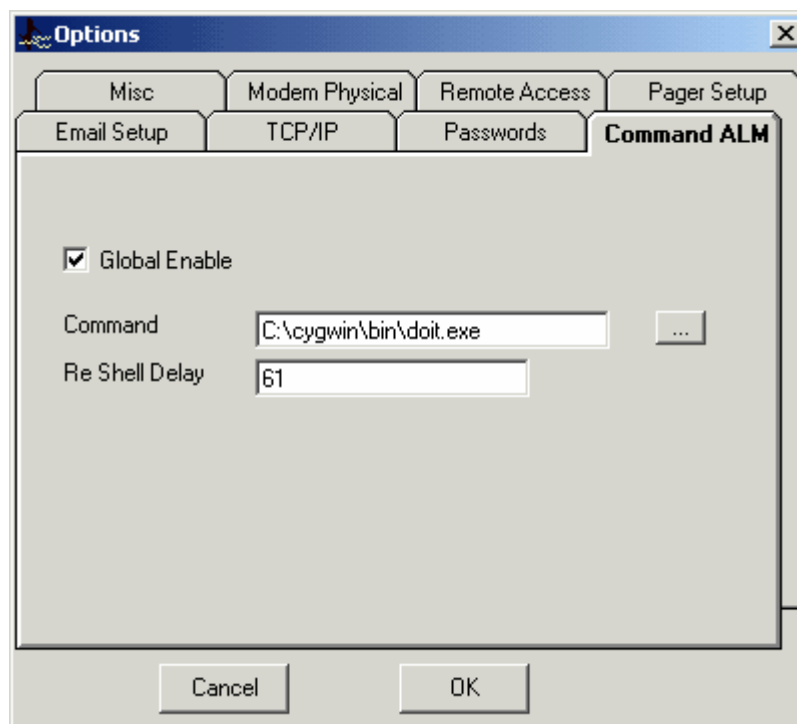 Options
Misc Modem Physical Remote Access Pager Setup
Email Setup TCP/IP Passwords Command ALM
Global Enable
Command C:\cygwin\bin\doit.exe ...
Re Shell Delay 61
Cancel OK